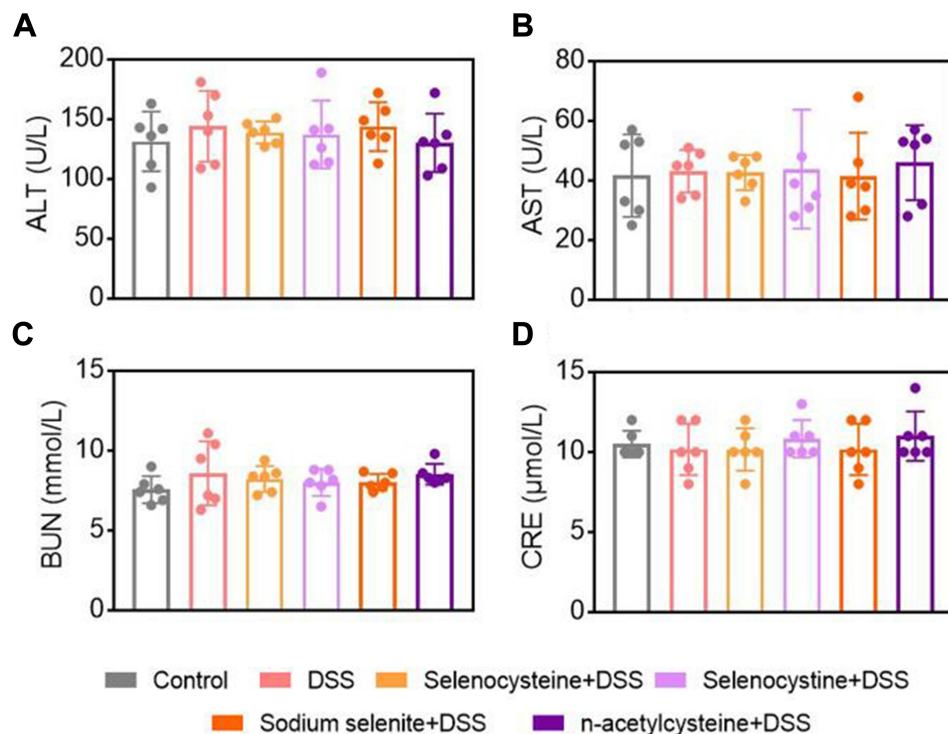 A
ALT (U/L)
200
150
100
50
0
B
AST (U/L)
80
60
40
20
0
C
BUN (mmol/L)
15
10
5
0
D
CRE (μmol/L)
15
10
5
0
Control DSS Selenocysteine+DSS Selenocystine+DSS
Sodium selenite+DSS n-acetylcysteine+DSS